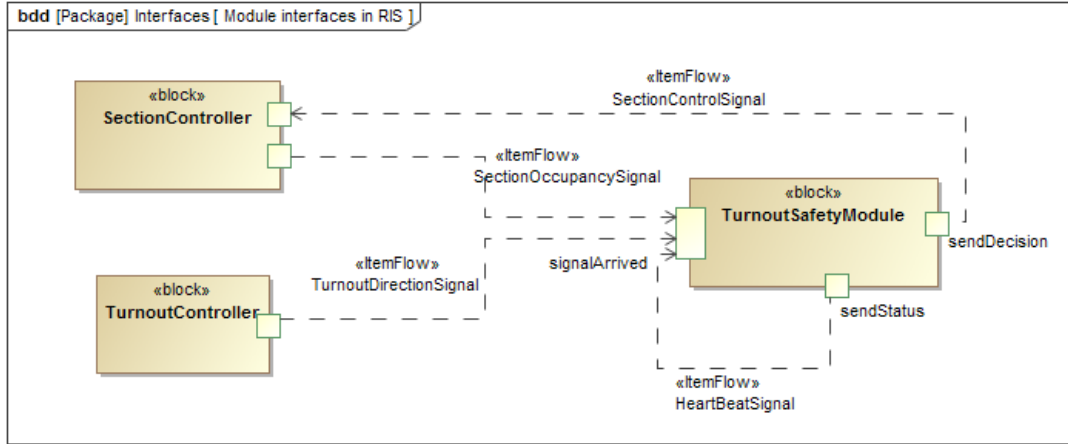 bdd [Package] Interfaces [ Module interfaces in RIS ]
«ItemFlow»
SectionControlSignal
«block»
SectionController
«ItemFlow»
SectionOccupancySignal
«block»
TurnoutSafetyModule
sendDecision
signalArrived
«ItemFlow»
TurnoutDirectionSignal
«block»
TurnoutController
sendStatus
«ItemFlow»
HeartBeatSignal